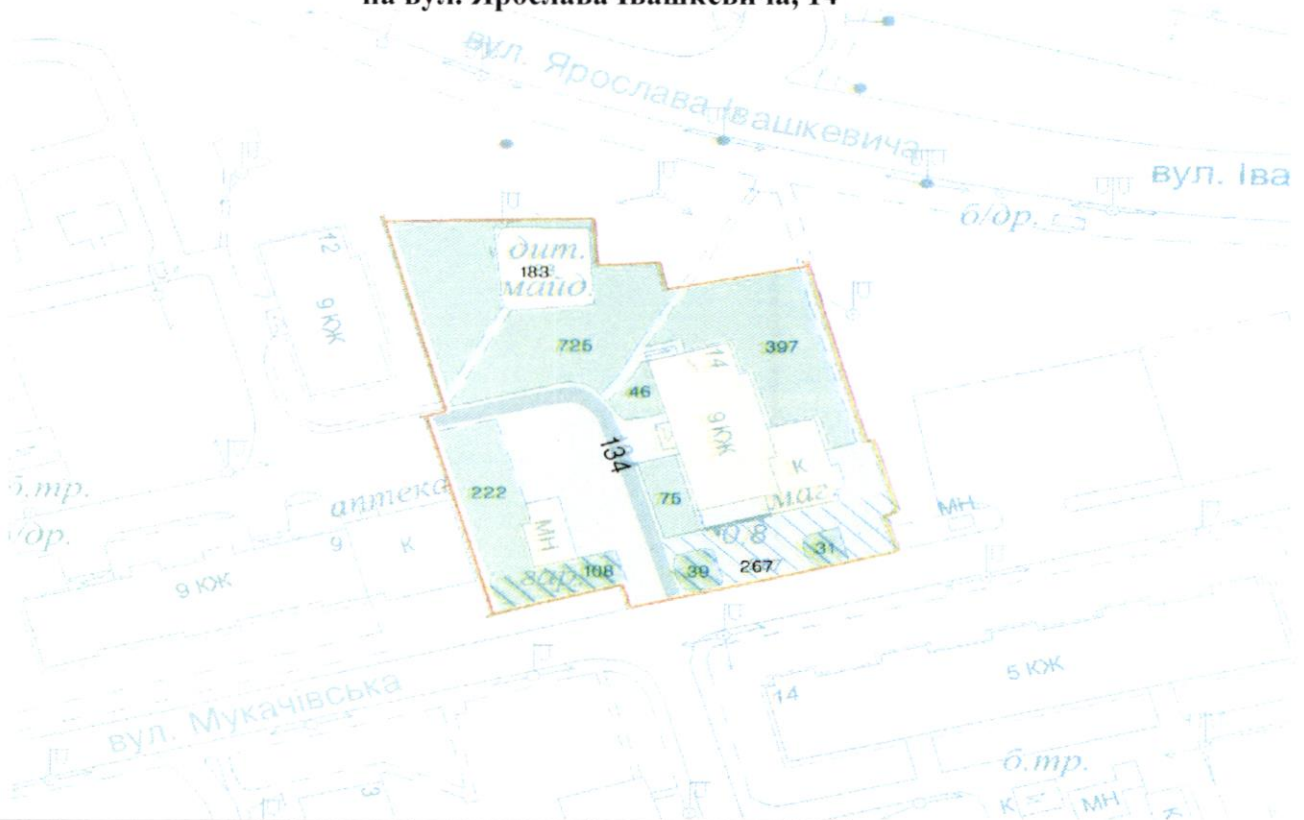 на вул. Ярослава Івашкевича, 14
вул. Ярослава Івашкевича
вул. Іва
б/др.
12
9 КЖ
дит.
183
майд.
725
397
46
14
9 КЖ
134
К
маг.
222
75
МН
МН
аптека
б.тр.
/др.
9
К
9 КЖ
0,8
гар.
108
39
267
31
вул. Мукачівська
5 КЖ
14
б.тр.
3
К
МН
К